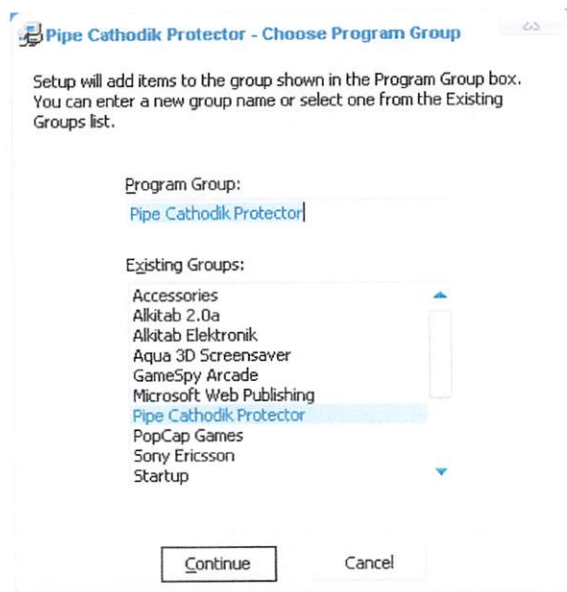 Pipe Cathodik Protector - Choose Program Group
Setup will add items to the group shown in the Program Group box.
You can enter a new group name or select one from the Existing
Groups list.
Program Group:
Pipe Cathodik Protector
Existing Groups:
Accessories
Alkitab 2.0a
Alkitab Elektronik
Aqua 3D Screensaver
GameSpy Arcade
Microsoft Web Publishing
Pipe Cathodik Protector
PopCap Games
Sony Ericsson
Startup
Continue
Cancel